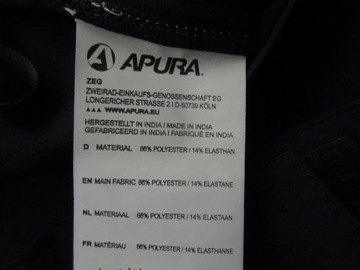 APURA.
ZEG
ZWEIRAD-EINKAUFS-GENOSSENSCHAFT EG
LONGERICHER STRASSE 2 I D-50739 KÖLN
▲▲▲ WWW.APURA.EU
HERGESTELLT IN INDIA I MADE IN INDIA
GEFABRICEERD IN INDIA I FABRIQUÉ EN INDIA
D MATERIAL 86% POLYESTER / 14% ELASTHAN
EN MAIN FABRIC 86% POLYESTER / 14% ELASTANE
NL MATERIAAL 86% POLYESTER / 14% ELASTAAN
FR MATÉRIAU 86% POLYESTER / 14% ELASTHANE